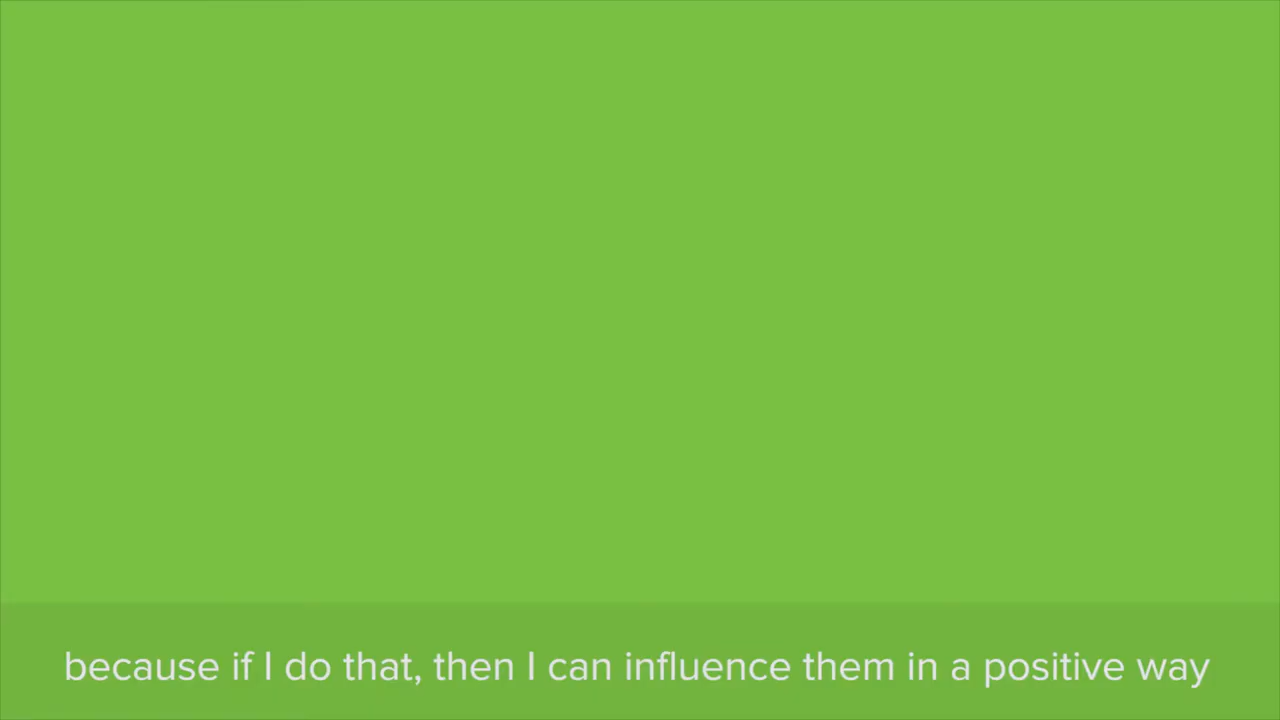 because if I do that, then I can influence them in a positive way